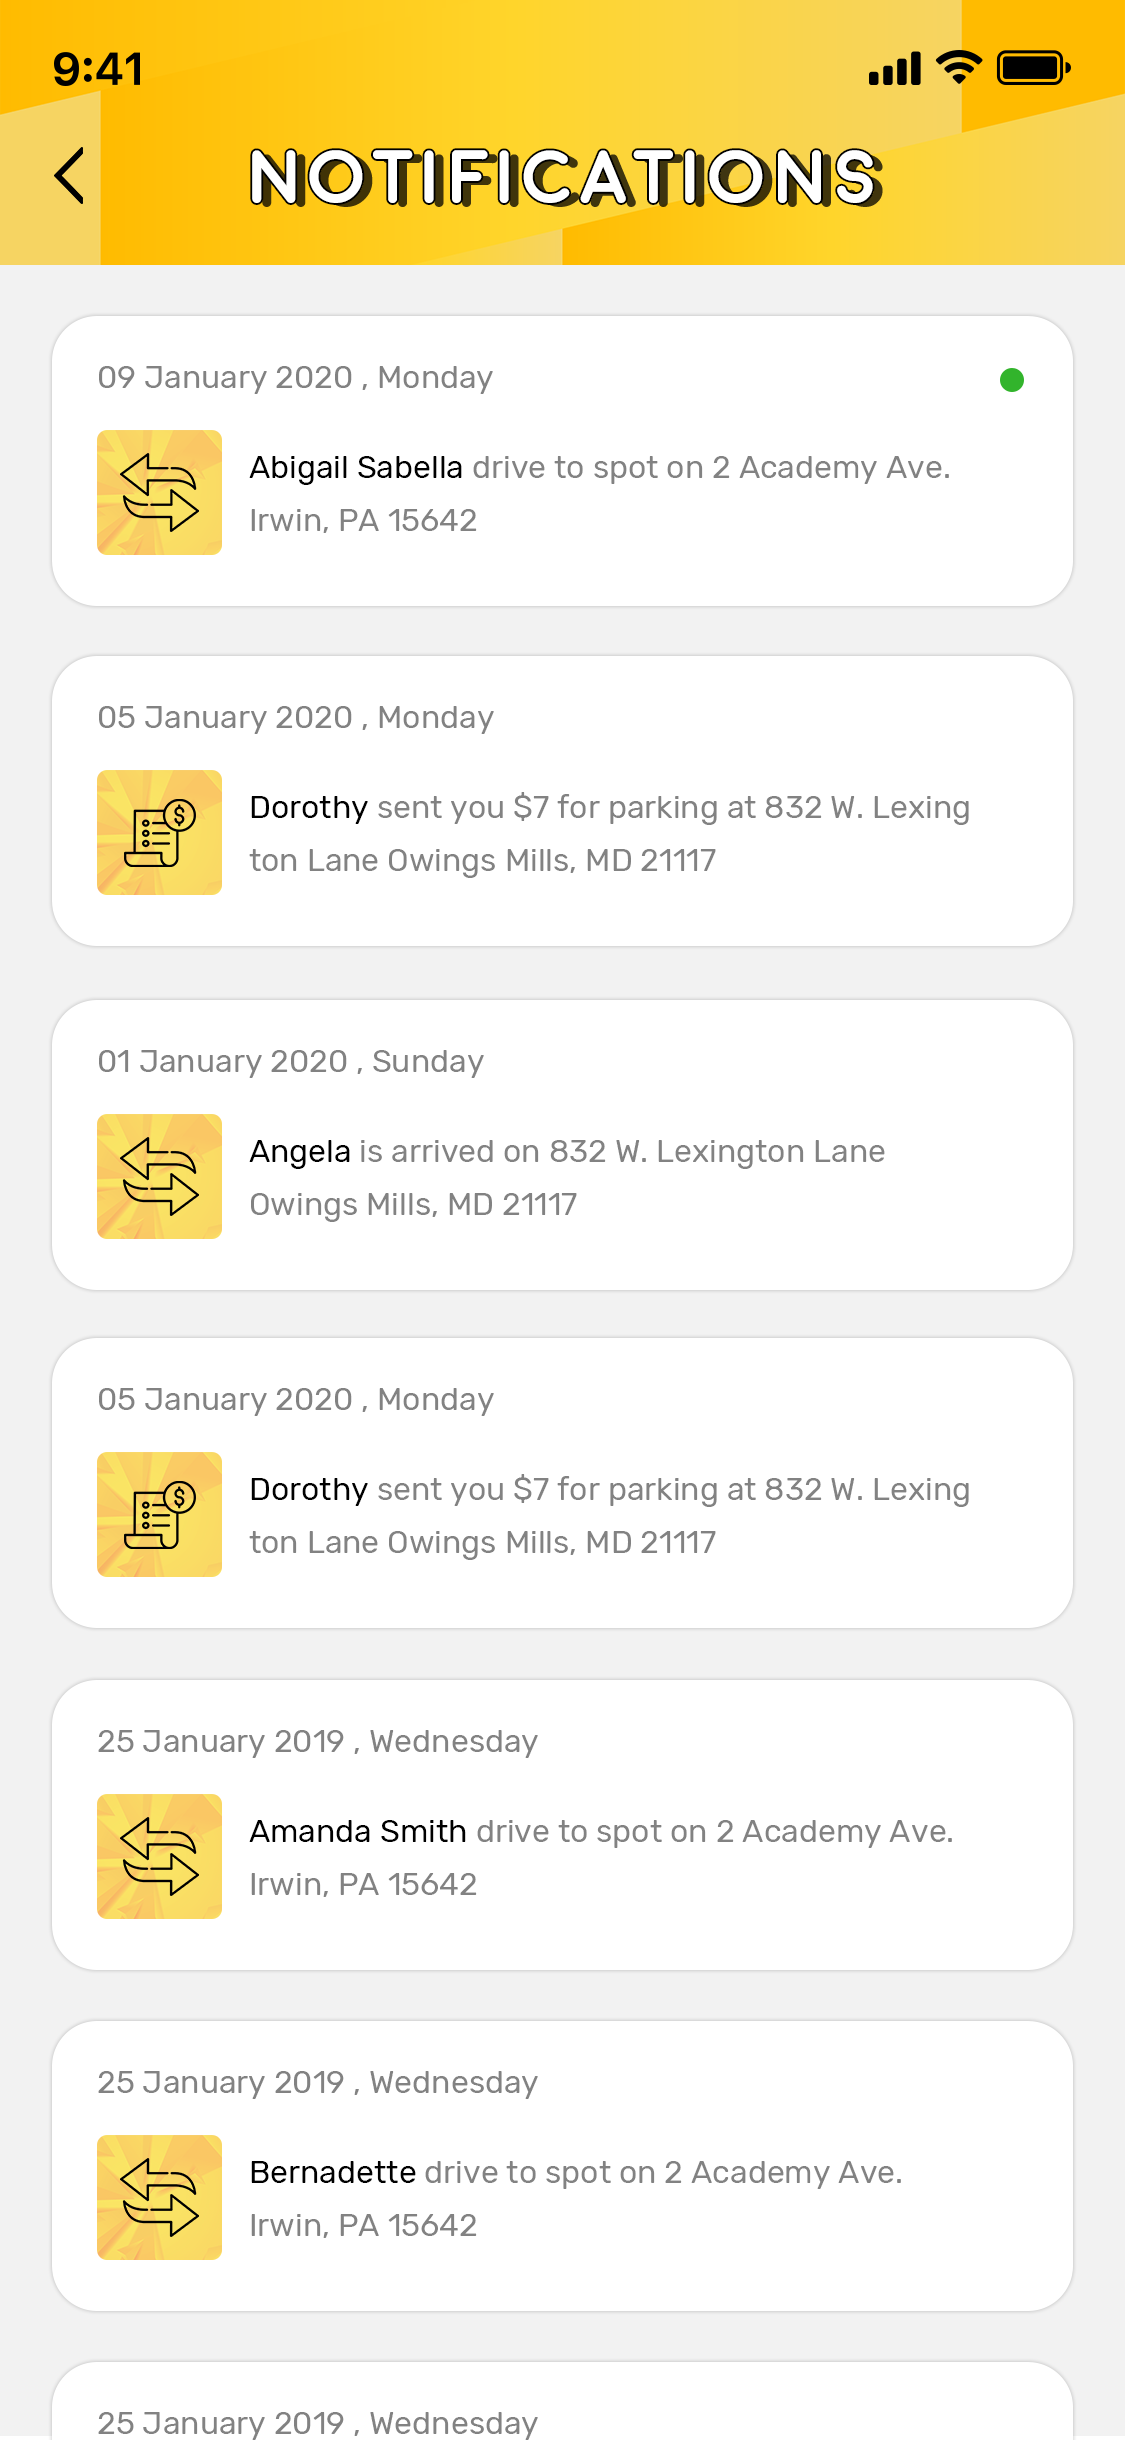 9:41
NOTIFICATIONS
09 January 2020 , Monday
Abigail Sabella drive to spot on 2 Academy Ave.
Irwin, PA 15642
05 January 2020 , Monday
$
Dorothy sent you $7 for parking at 832 W. Lexing
ton Lane Owings Mills, MD 21117
01 January 2020 , Sunday
Angela is arrived on 832 W. Lexington Lane
Owings Mills, MD 21117
05 January 2020 , Monday
$
Dorothy sent you $7 for parking at 832 W. Lexing
ton Lane Owings Mills, MD 21117
25 January 2019 , Wednesday
Amanda Smith drive to spot on 2 Academy Ave.
Irwin, PA 15642
25 January 2019 , Wednesday
Bernadette drive to spot on 2 Academy Ave.
Irwin, PA 15642
25 January 2019 , Wednesday